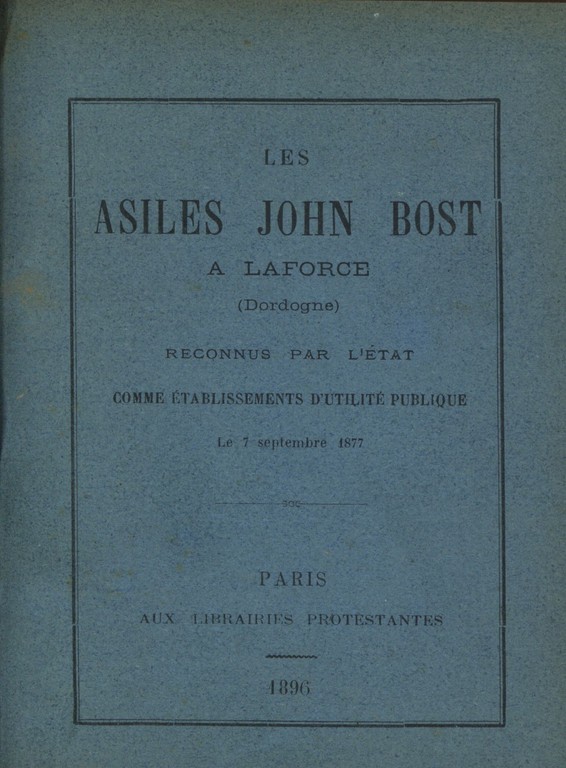 LES
ASILES JOHN BOST
A LAFORCE
(Dordogne)
RECONNUS PAR L'ÉTAT
COMME ÉTABLISSEMENTS D'UTILITÉ PUBLIQUE
Le 7 septembre 1877
PARIS
AUX LIBRAIRIES PROTESTANTES
1896